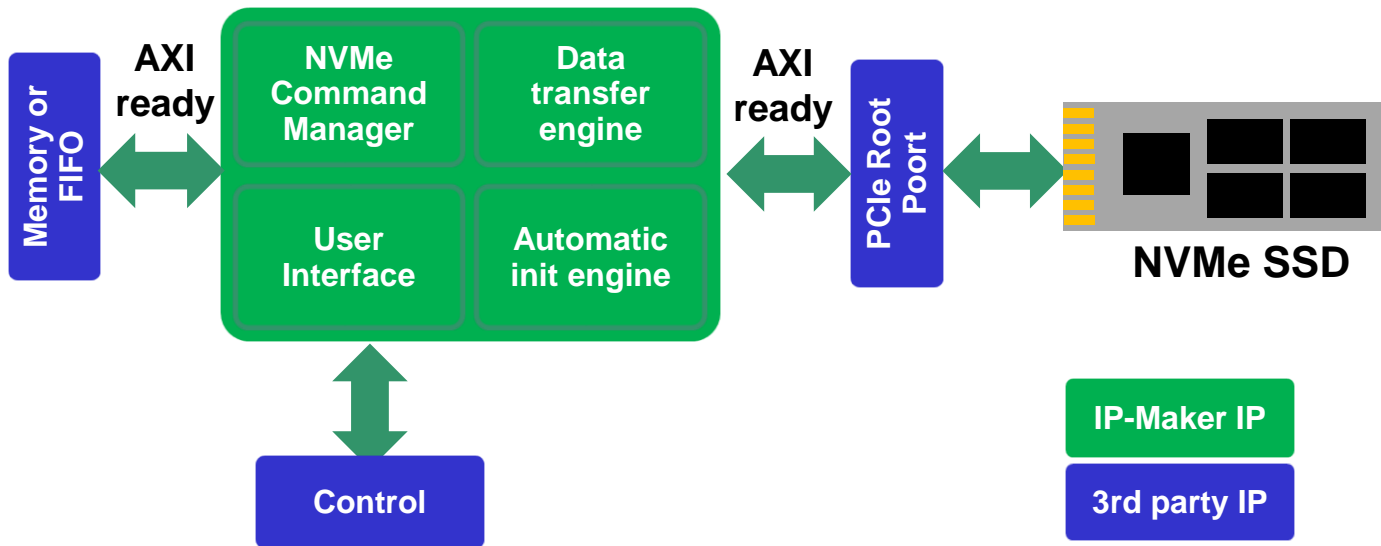 Memory or
FIFO
AXI
ready
NVMe
Command
Manager
Data
transfer
engine
User
Interface
Automatic
init engine
AXI
ready
PCIe Root
Poort
NVMe SSD
Control
IP-Maker IP
3rd party IP